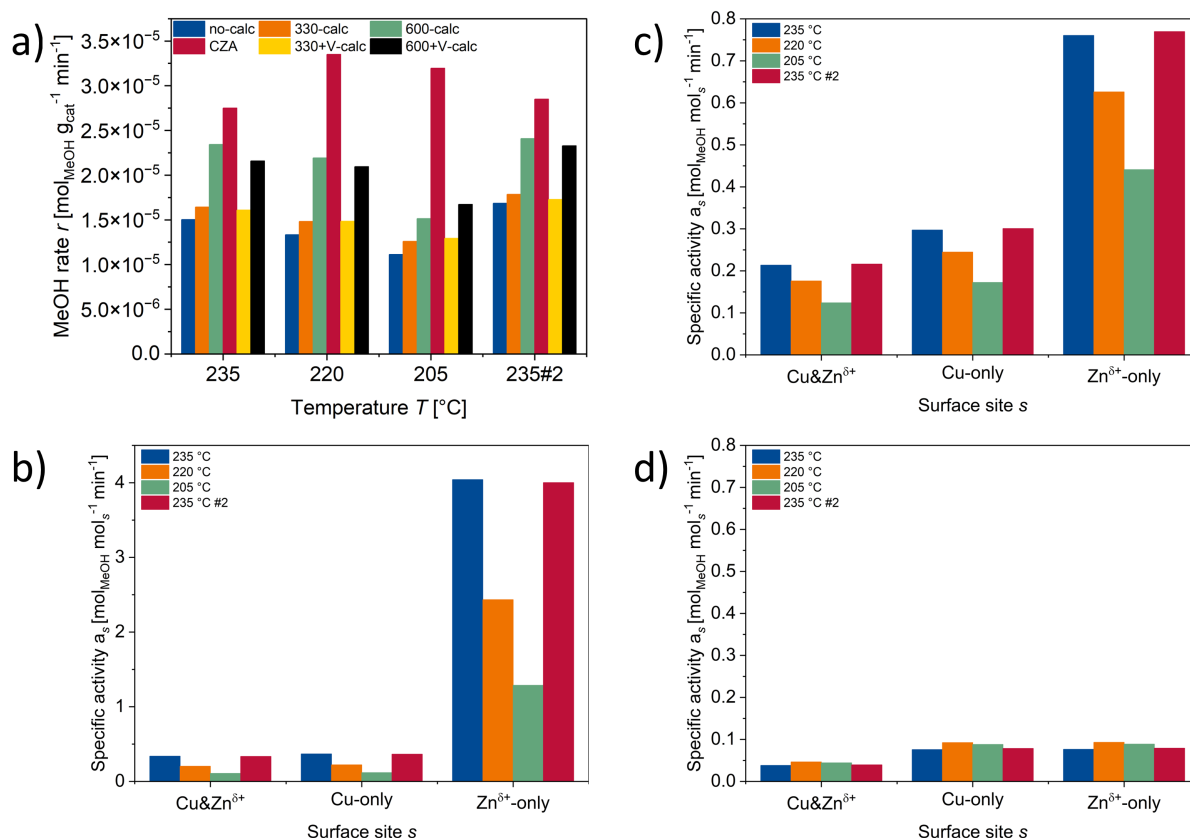 a)
no-calc
330-calc
600-calc
CZA
330+V-calc
600+V-calc
3.5×10⁻⁵
3.0×10⁻⁵
2.5×10⁻⁵
2.0×10⁻⁵
1.5×10⁻⁵
1.0×10⁻⁵
5.0×10⁻⁶
0.0
MeOH rate r [mol_MeOH g_cat⁻¹ min⁻¹]
235 220 205 235#2
Temperature T [°C]
c)
235 °C
220 °C
205 °C
235 °C #2
0.8
0.7
0.6
0.5
0.4
0.3
0.2
0.1
0.0
Specific activity a_s [mol_MeOH mol_s⁻¹ min⁻¹]
Cu&Zn^δ+ Cu-only Zn^δ+-only
Surface site s
b)
235 °C
220 °C
205 °C
235 °C #2
4
3
2
1
0
Specific activity a_s [mol_MeOH mol_s⁻¹ min⁻¹]
Cu&Zn^δ+ Cu-only Zn^δ+-only
Surface site s
d)
235 °C
220 °C
205 °C
235 °C #2
0.8
0.7
0.6
0.5
0.4
0.3
0.2
0.1
0.0
Specific activity a_s [mol_MeOH mol_s⁻¹ min⁻¹]
Cu&Zn^δ+ Cu-only Zn^δ+-only
Surface site s